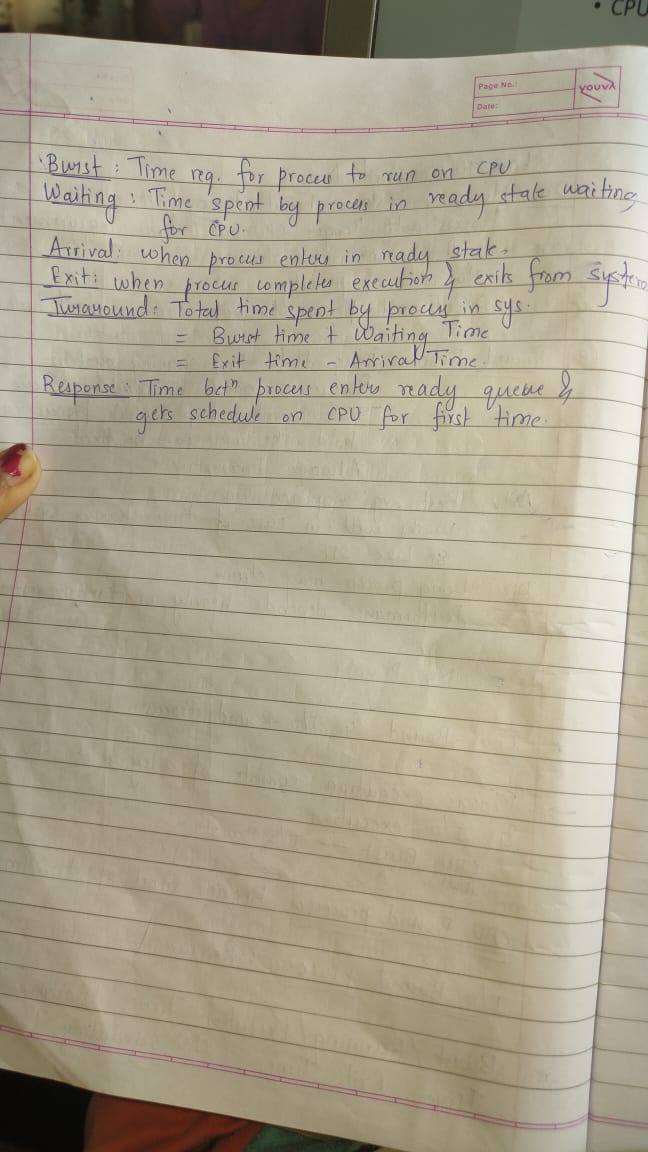 • CPU
Page No.:
Date:
YOUVA
Burst : Time req. for process to run on CPU
Waiting : Time spent by process in ready state waiting
for CPU.
Arrival: when process enters in ready state.
Exit: when process completes execution & exits from system
Turnaround: Total time spent by process in sys.
= Burst time + Waiting Time
= Exit time - Arrival Time.
Response: Time betn process enters ready queue &
gets schedule on CPU for first time.